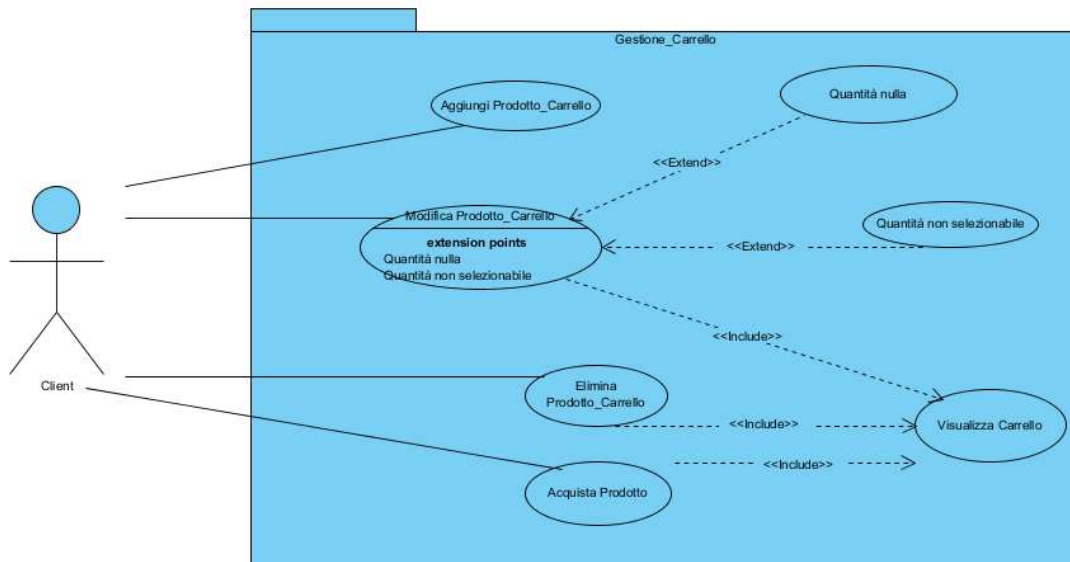 Gestione_Carrello
Aggiungi Prodotto_Carrello
Quantità nulla
<<Extend>>
Modifica Prodotto_Carrello
extension points
Quantità nulla
Quantità non selezionabile
<<Extend>>
Quantità non selezionabile
<<Include>>
Client
Elimina
Prodotto_Carrello
<<Include>>
Visualizza Carrello
<<Include>>
Acquista Prodotto